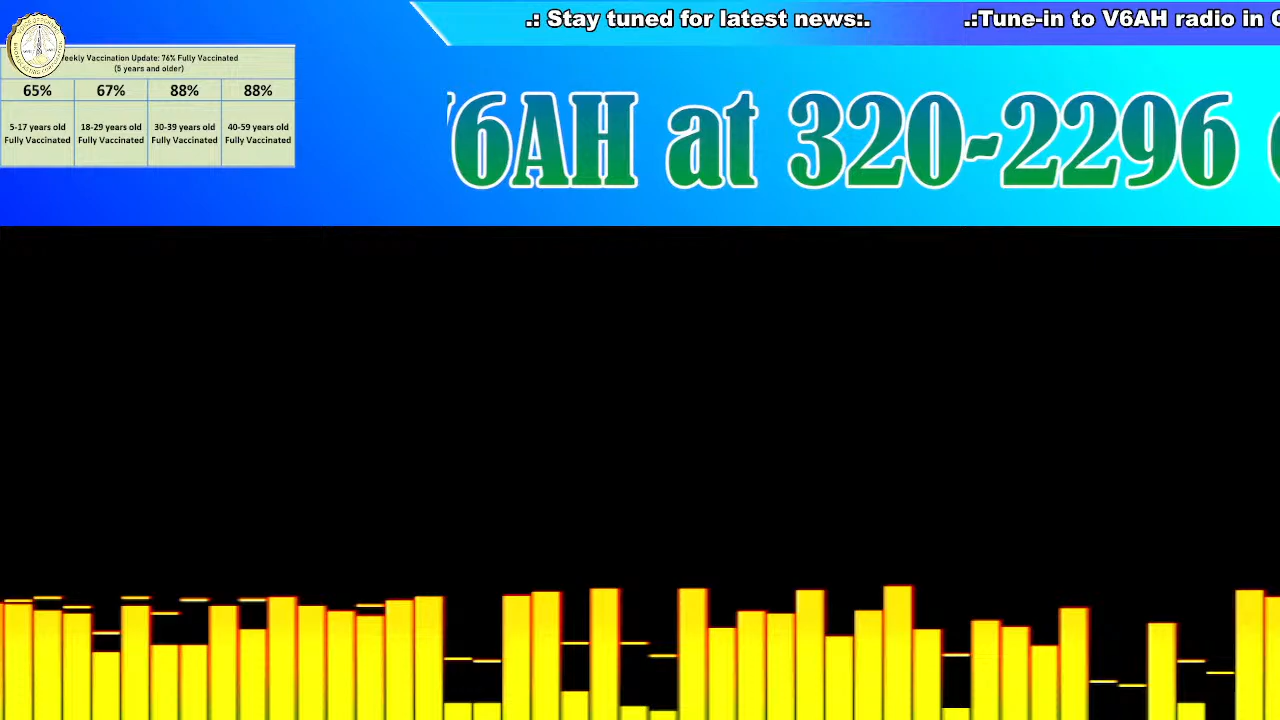 .: Stay tuned for latest news:.
.:Tune-in to V6AH radio in
Weekly Vaccination Update: 76% Fully Vaccinated
(5 years and older)
65% 67% 88% 88%
5-17 years old 18-29 years old 30-39 years old 40-59 years old
Fully Vaccinated Fully Vaccinated Fully Vaccinated Fully Vaccinated
6AH at 320-2296